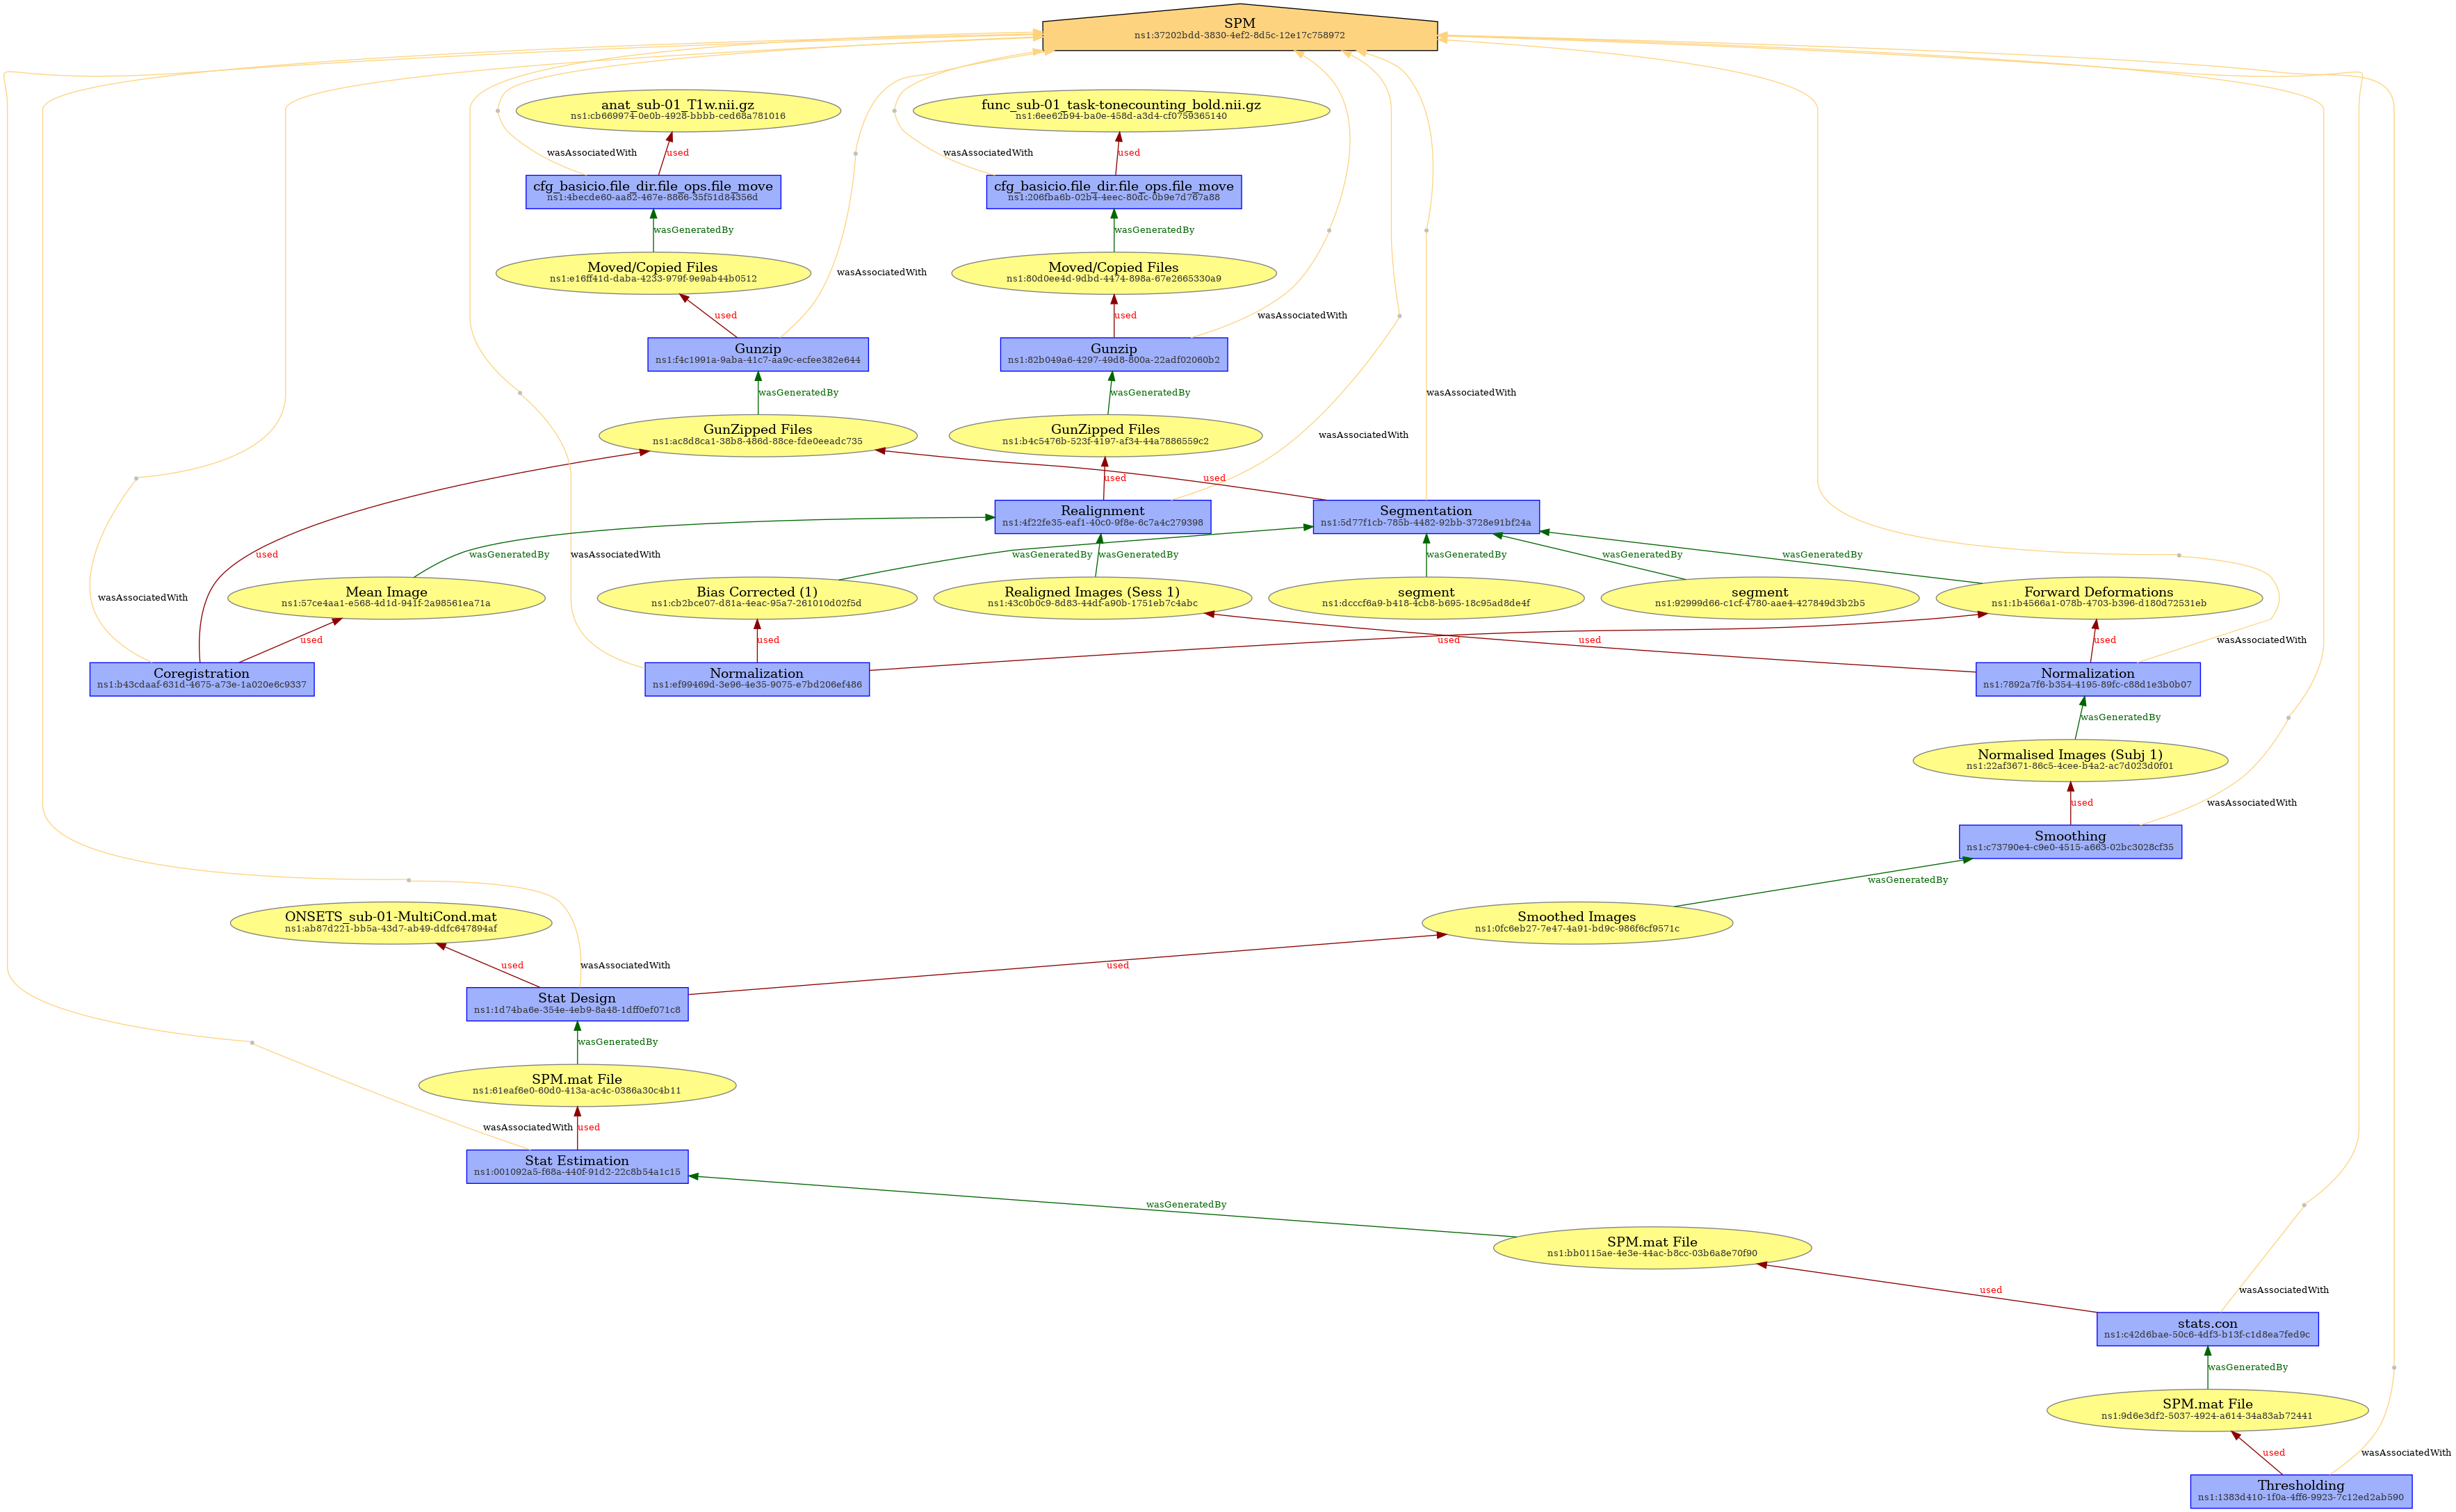 SPM
ns1:37202bdd-3830-4ef2-8d5c-12e17c758972
anat_sub-01_T1w.nii.gz
ns1:cb669974-0e0b-4928-bbbb-ced68a781016
func_sub-01_task-tonecounting_bold.nii.gz
ns1:6ee62b94-ba0e-458d-a3d4-cf0759365140
wasAssociatedWith
used
wasAssociatedWith
used
cfg_basicio.file_dir.file_ops.file_move
ns1:4becde60-aa82-467e-8866-35f51d84356d
cfg_basicio.file_dir.file_ops.file_move
ns1:206fba6b-02b4-4eec-80dc-0b9e7d767a88
wasGeneratedBy
wasGeneratedBy
Moved/Copied Files
ns1:e16ff41d-daba-4233-979f-9e9ab44b0512
wasAssociatedWith
Moved/Copied Files
ns1:80d0ee4d-9dbd-4474-898a-67e2665330a9
used
used
wasAssociatedWith
Gunzip
ns1:f4c1991a-9aba-41c7-aa9c-ecfee382e644
Gunzip
ns1:82b049a6-4297-49d8-800a-22adf02060b2
wasGeneratedBy
wasGeneratedBy
wasAssociatedWith
GunZipped Files
ns1:ac8d8ca1-38b8-486d-88ce-fde0eeadc735
GunZipped Files
ns1:b4c5476b-523f-4197-af34-44a7886559c2
wasAssociatedWith
used
used
Realignment
ns1:4f22fe35-eaf1-40c0-9f8e-6c7a4c279398
Segmentation
ns1:5d77f1cb-785b-4482-92bb-3728e91bf24a
used
wasGeneratedBy
wasAssociatedWith
wasGeneratedBy
wasGeneratedBy
wasGeneratedBy
wasGeneratedBy
wasGeneratedBy
wasAssociatedWith
Mean Image
ns1:57ce4aa1-e568-4d1d-941f-2a98561ea71a
Bias Corrected (1)
ns1:cb2bce07-d81a-4eac-95a7-261010d02f5d
Realigned Images (Sess 1)
ns1:43c0b0c9-8d83-44df-a90b-1751eb7c4abc
segment
ns1:dcccf6a9-b418-4cb8-b695-18c95ad8de4f
segment
ns1:92999d66-c1cf-4780-aae4-427849d3b2b5
Forward Deformations
ns1:1b4566a1-078b-4703-b396-d180d72531eb
used
used
used
used
used
wasAssociatedWith
Coregistration
ns1:b43cdaaf-631d-4675-a73e-1a020e6c9337
Normalization
ns1:ef99469d-3e96-4e35-9075-e7bd206ef486
Normalization
ns1:7892a7f6-b354-4195-89fc-c88d1e3b0b07
wasGeneratedBy
Normalised Images (Subj 1)
ns1:22af3671-86c5-4cee-b4a2-ac7d023d0f01
used
wasAssociatedWith
Smoothing
ns1:c73790e4-c9e0-4515-a663-02bc3028cf35
wasGeneratedBy
ONSETS_sub-01-MultiCond.mat
ns1:ab87d221-bb5a-43d7-ab49-ddfc647894af
Smoothed Images
ns1:0fc6eb27-7e47-4a91-bd9c-986f6cf9571c
used
wasAssociatedWith
used
Stat Design
ns1:1d74ba6e-354e-4eb9-8a48-1dff0ef071c8
wasGeneratedBy
SPM.mat File
ns1:61eaf6e0-60d0-413a-ac4c-0386a30c4b11
wasAssociatedWith
used
Stat Estimation
ns1:001092a5-f68a-440f-91d2-22c8b54a1c15
wasGeneratedBy
SPM.mat File
ns1:bb0115ae-4e3e-44ac-b8cc-03b6a8e70f90
used
wasAssociatedWith
stats.con
ns1:c42d6bae-50c6-4df3-b13f-c1d8ea7fed9c
wasGeneratedBy
SPM.mat File
ns1:9d6e3df2-5037-4924-a614-34a83ab72441
used
wasAssociatedWith
Thresholding
ns1:1383d410-1f0a-4ff6-9923-7c12ed2ab590